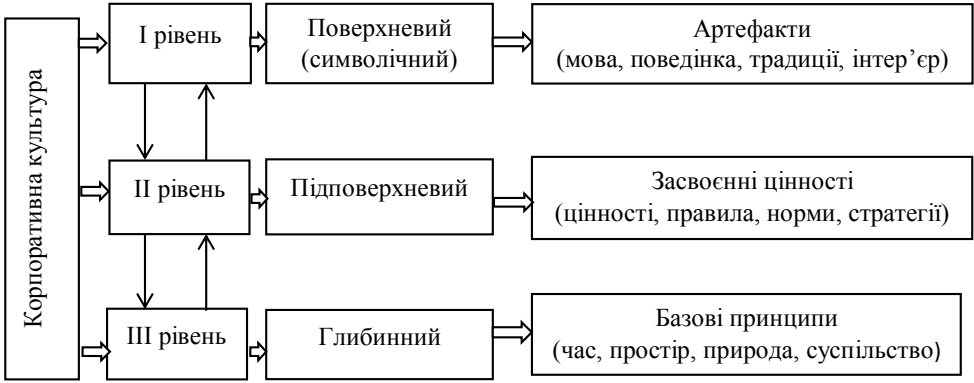 Корпоративна культура
І рівень
Поверхневий
(символічний)
Артефакти
(мова, поведінка, традиції, інтер’єр)
ІІ рівень
Підповерхневий
Засвоєнні цінності
(цінності, правила, норми, стратегії)
ІІІ рівень
Глибинний
Базові принципи
(час, простір, природа, суспільство)